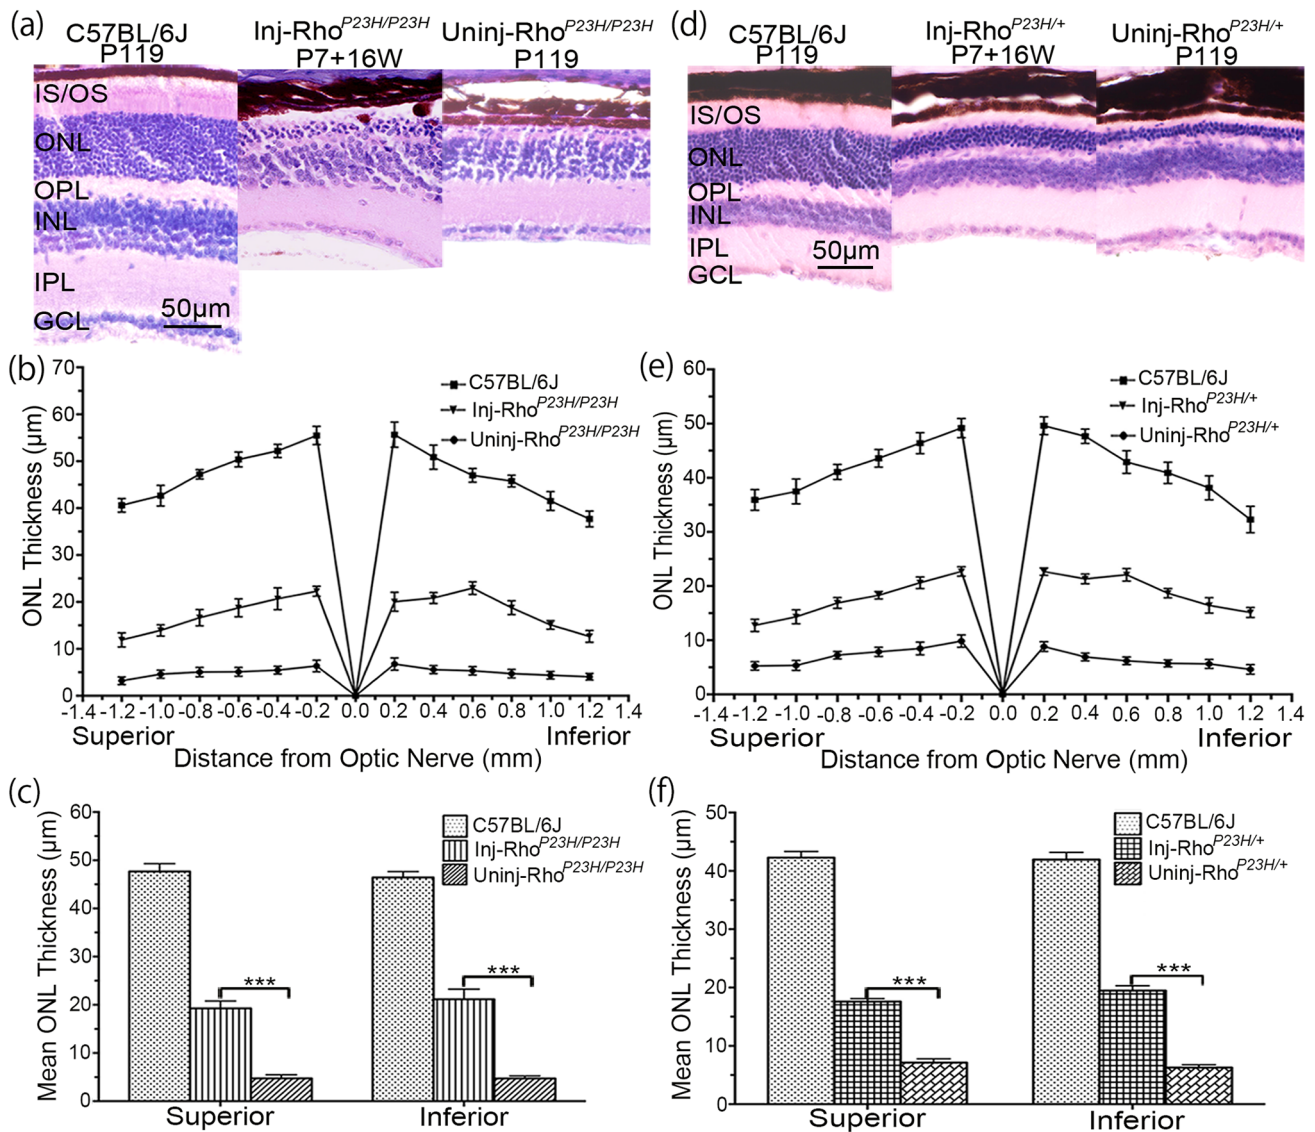 (a)
C57BL/6J
P119
Inj-RhoP23H/P23H
P7+16W
Uninj-RhoP23H/P23H
P119
IS/OS
ONL
OPL
INL
IPL
GCL
50μm
(d)
C57BL/6J
P119
Inj-RhoP23H/+
P7+16W
Uninj-RhoP23H/+
P119
IS/OS
ONL
OPL
INL
IPL
GCL
50μm
(b)
ONL Thickness (μm)
70
60
50
40
30
20
10
0
C57BL/6J
Inj-RhoP23H/P23H
Uninj-RhoP23H/P23H
-1.4 -1.2 -1.0 -0.8 -0.6 -0.4 -0.2 0.0 0.2 0.4 0.6 0.8 1.0 1.2 1.4
Superior
Inferior
Distance from Optic Nerve (mm)
(e)
ONL Thickness (μm)
60
50
40
30
20
10
0
C57BL/6J
Inj-RhoP23H/+
Uninj-RhoP23H/+
-1.4 -1.2 -1.0 -0.8 -0.6 -0.4 -0.2 0.0 0.2 0.4 0.6 0.8 1.0 1.2 1.4
Superior
Inferior
Distance from Optic Nerve (mm)
(c)
Mean ONL Thickness (μm)
60
50
40
30
20
10
0
C57BL/6J
Inj-RhoP23H/P23H
Uninj-RhoP23H/P23H
***
***
Superior
Inferior
(f)
Mean ONL Thickness (μm)
50
40
30
20
10
0
C57BL/6J
Inj-RhoP23H/+
Uninj-RhoP23H/+
***
***
Superior
Inferior